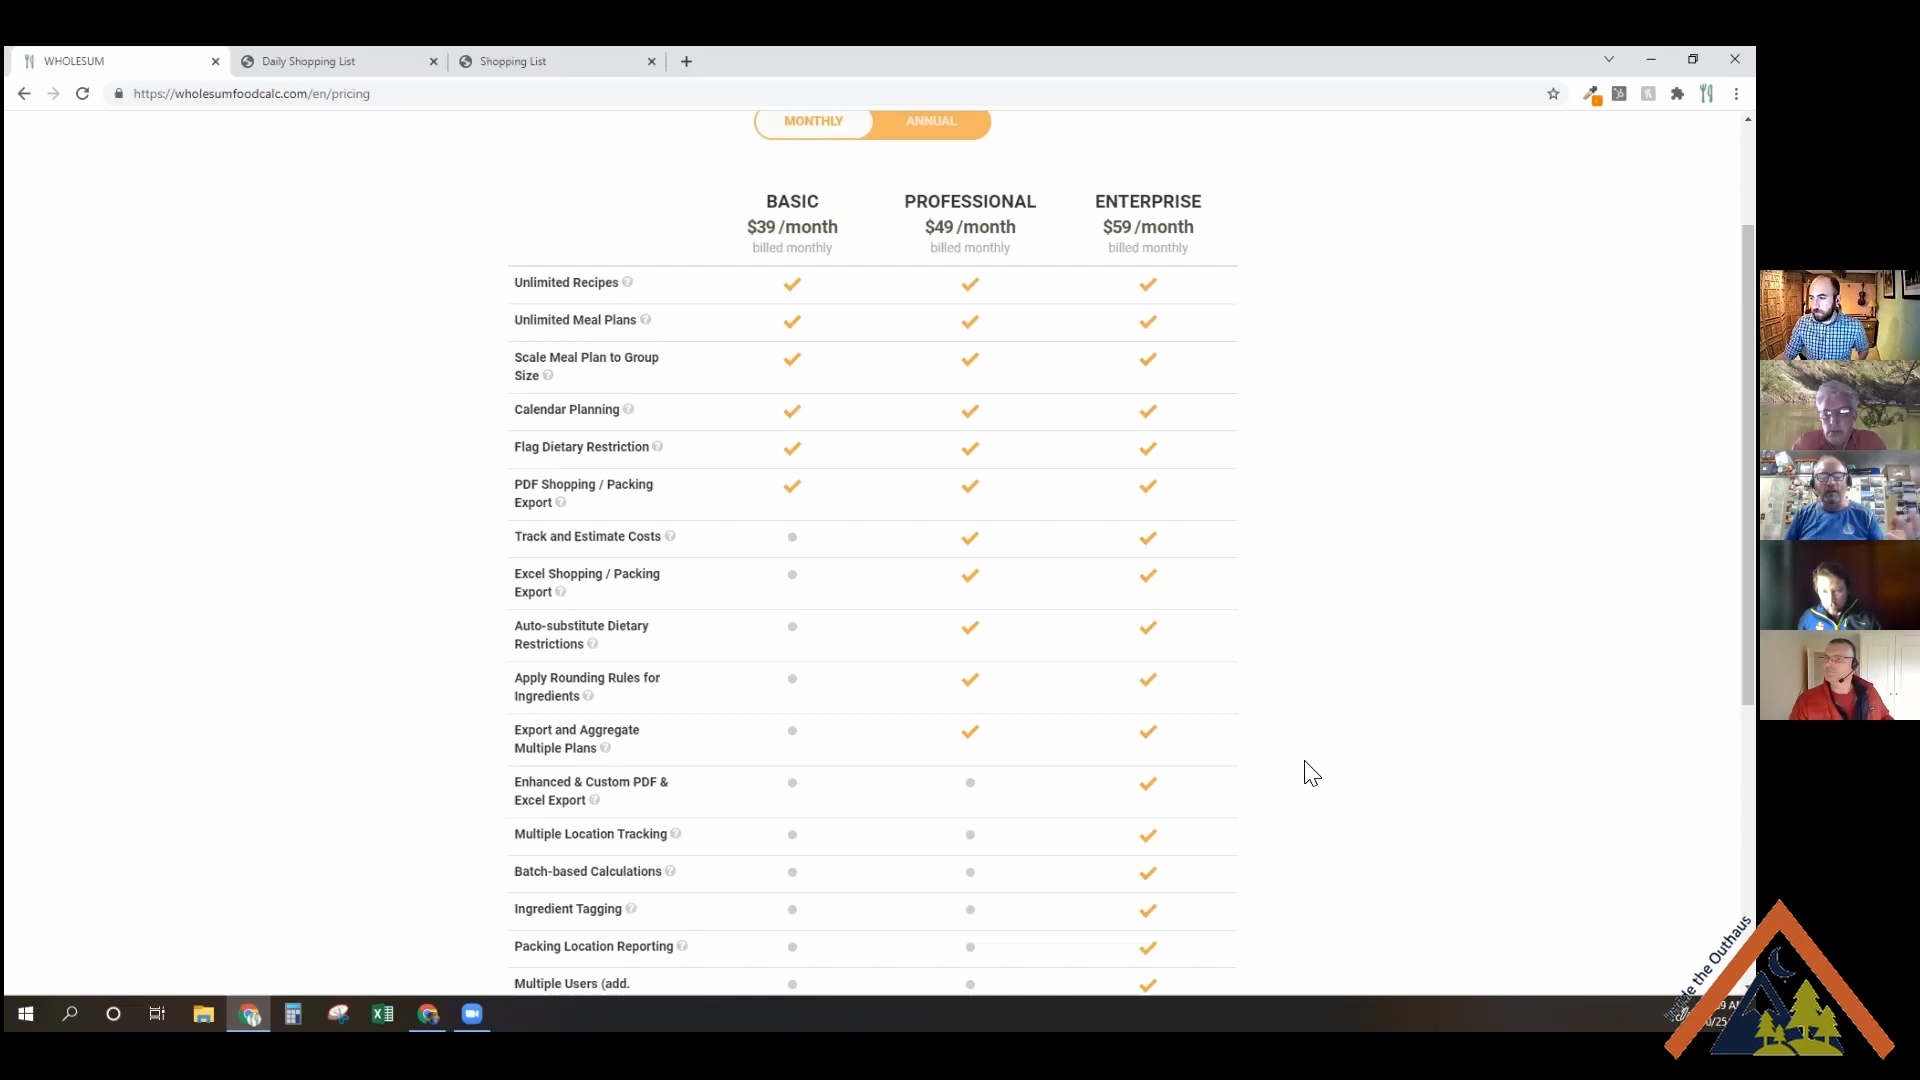 WHOLESUM
Daily Shopping List
Shopping List
https://wholesumfoodcalc.com/en/pricing
MONTHLY
ANNUAL
BASIC
PROFESSIONAL
ENTERPRISE
$39 /month
$49 /month
$59 /month
billed monthly
billed monthly
billed monthly
Unlimited Recipes
Unlimited Meal Plans
Scale Meal Plan to Group
Size
Calendar Planning
Flag Dietary Restriction
PDF Shopping / Packing
Export
Track and Estimate Costs
Excel Shopping / Packing
Export
Auto-substitute Dietary
Restrictions
Apply Rounding Rules for
Ingredients
Export and Aggregate
Multiple Plans
Enhanced & Custom PDF &
Excel Export
Multiple Location Tracking
Batch-based Calculations
Ingredient Tagging
Packing Location Reporting
Multiple Users (add.
the Outhaus